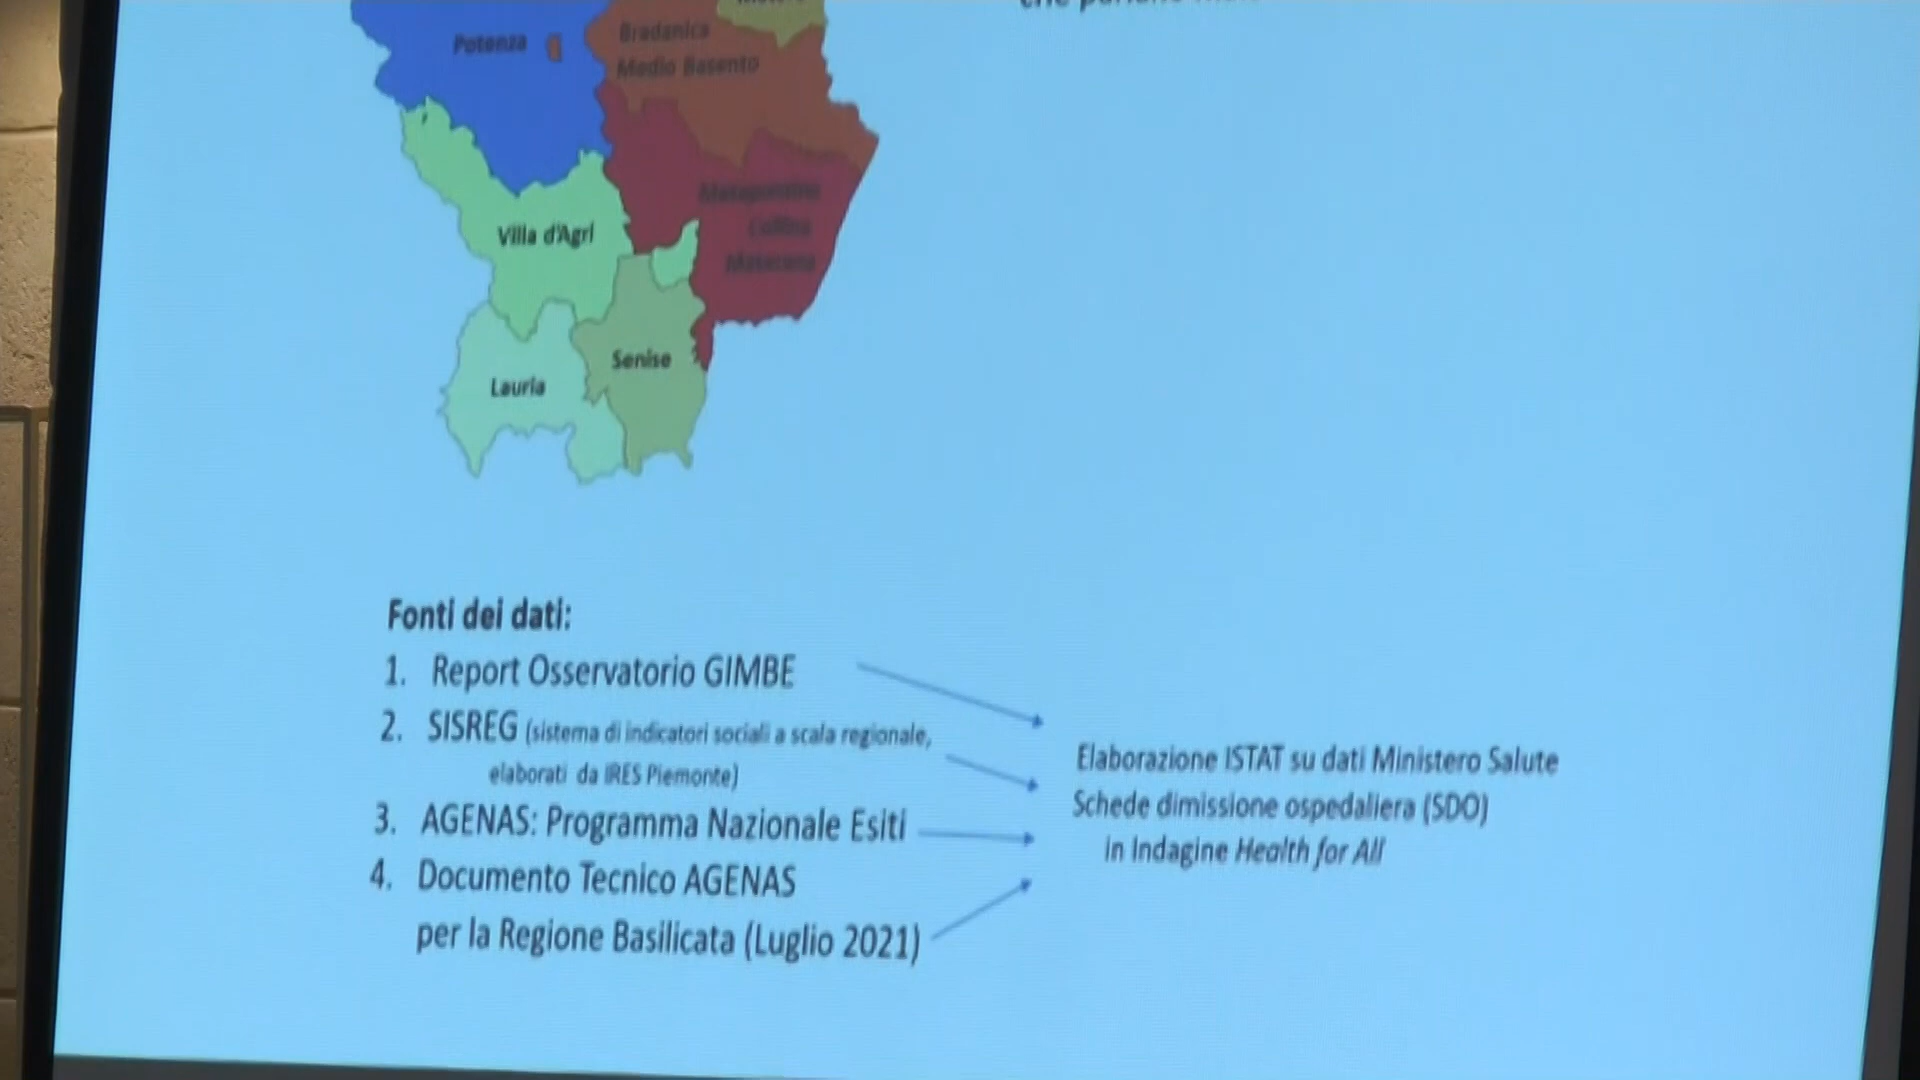 Potenza
Bradanica
Medio Basento
Metapontino
Collina
Materana
Villa d'Agri
Senise
Lauria
Fonti dei dati:
1. Report Osservatorio GIMBE
2. SISREG (sistema di indicatori sociali a scala regionale,
elaborati da IRES Piemonte)
3. AGENAS: Programma Nazionale Esiti
4. Documento Tecnico AGENAS
per la Regione Basilicata (Luglio 2021)
Elaborazione ISTAT su dati Ministero Salute
Schede dimissione ospedaliera (SDO)
in Indagine Health for All